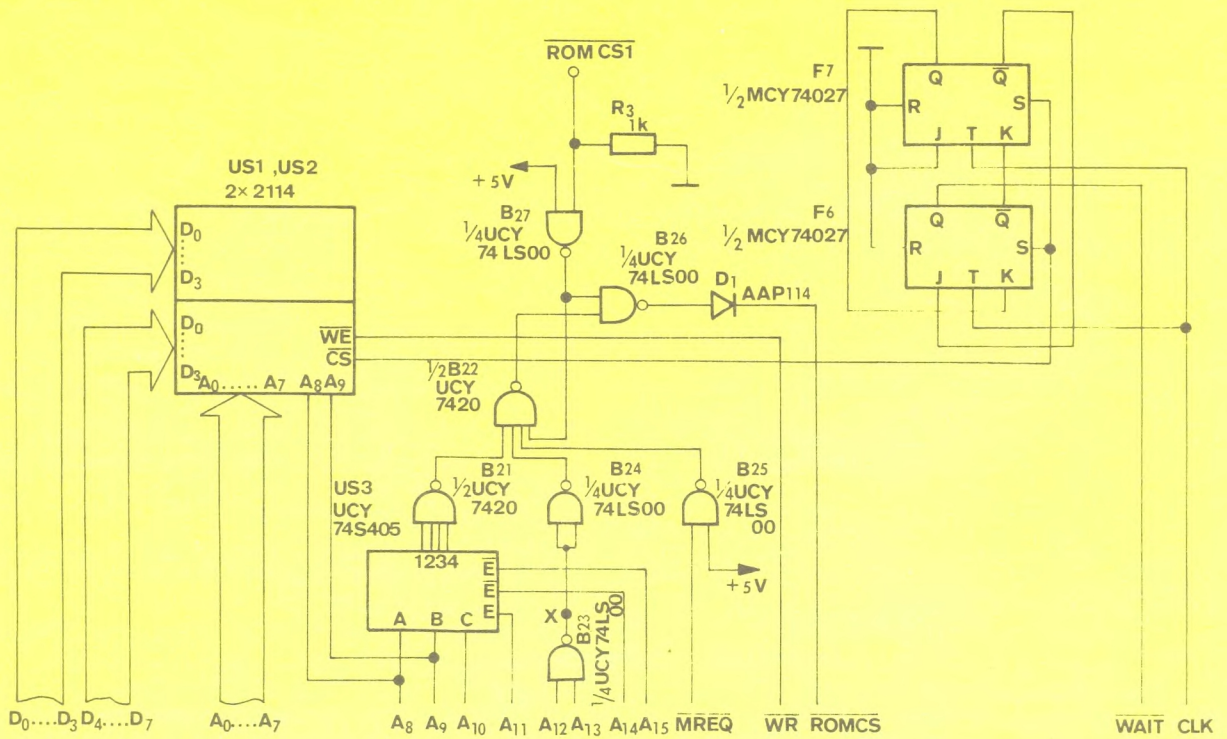 ROM CS1
R3
1k
+5V
B27
¼UCY
74LS00
B26
¼UCY
74LS00
D1
AAP114
F7
½MCY74027
Q Q
R S
J T K
F6
½MCY74027
Q Q
R S
J T K
US1 ,US2
2× 2114
D0
D3
D0
D3
WE
CS
A0.....A7 A8 A9
½B22
UCY
7420
US3
UCY
74S405
B21
½UCY
7420
B24
¼UCY
74LS00
B25
¼UCY
74LS
00
+5V
1234
E
E
E
A B C
X
B23
¼UCY74LS
00
D0....D3 D4....D7 A0....A7 A8 A9 A10 A11 A12 A13 A14 A15 MREQ WR ROMCS WAIT CLK